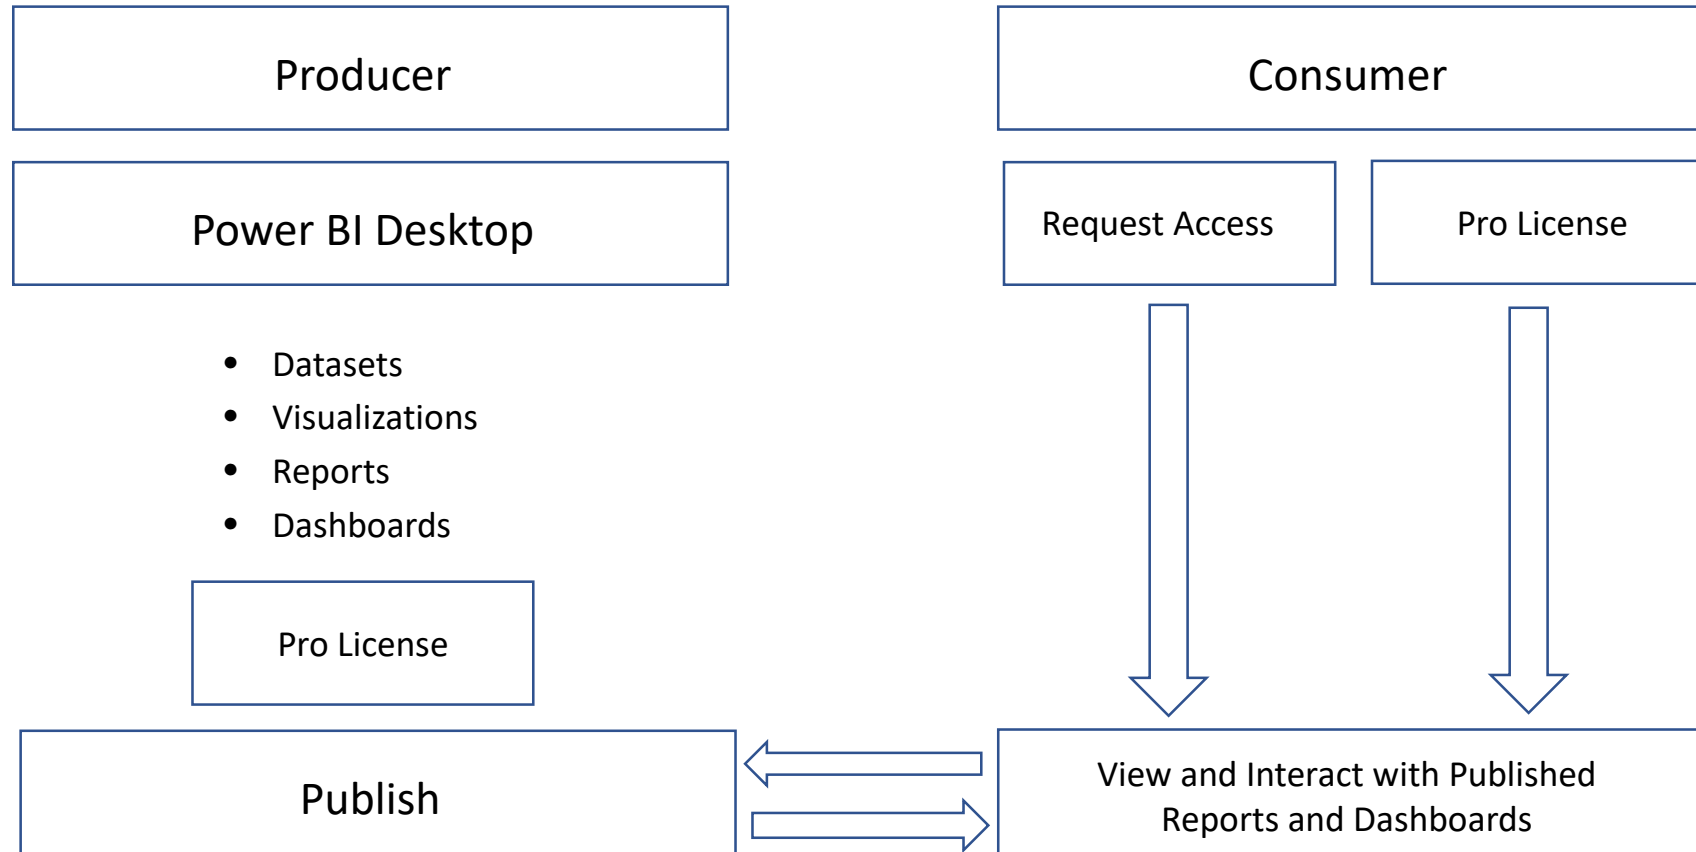 Producer
Power BI Desktop
• Datasets
• Visualizations
• Reports
• Dashboards
Pro License
Publish
Consumer
Request Access
Pro License
View and Interact with Published
Reports and Dashboards